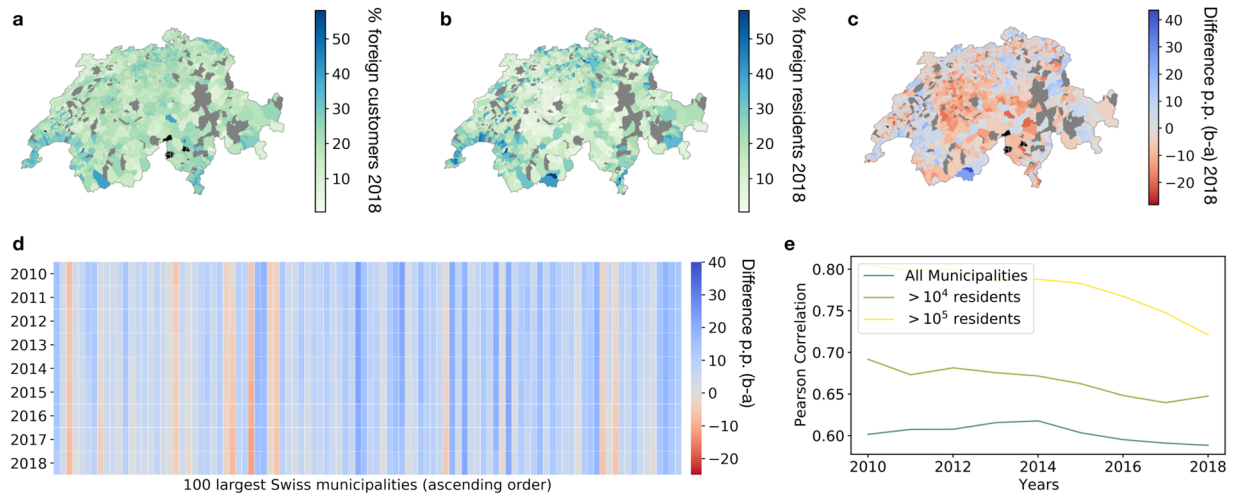 a
50
40
30
20
10
% foreign customers 2018
b
50
40
30
20
10
% foreign residents 2018
c
40
30
20
10
0
−10
−20
Difference p.p. (b-a) 2018
d
2010
2011
2012
2013
2014
2015
2016
2017
2018
100 largest Swiss municipalities (ascending order)
40
30
20
10
0
−10
−20
Difference p.p. (b-a)
e
0.80
0.75
0.70
0.65
0.60
Pearson Correlation
All Municipalities
> 10⁴ residents
> 10⁵ residents
2010 2012 2014 2016 2018
Years